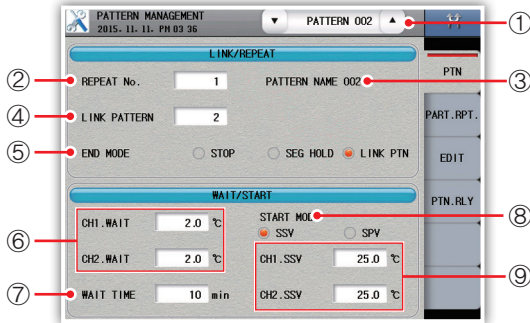 PATTERN MANAGEMENT
2015. 11. 11. PM 03 36
▼ PATTERN 002 ▲
①
LINK/REPEAT
PTN
② REPEAT No. 1 PATTERN NAME 002 ③
④ LINK PATTERN 2
PART.RPT.
⑤ END MODE STOP SEG HOLD LINK PTN
EDIT
WAIT/START
PTN.RLY
START MOD
⑧
CH1.WAIT 2.0 ℃ SSV SPV
⑥
CH2.WAIT 2.0 ℃ CH1.SSV 25.0 ℃
⑨
⑦ WAIT TIME 10 min CH2.SSV 25.0 ℃